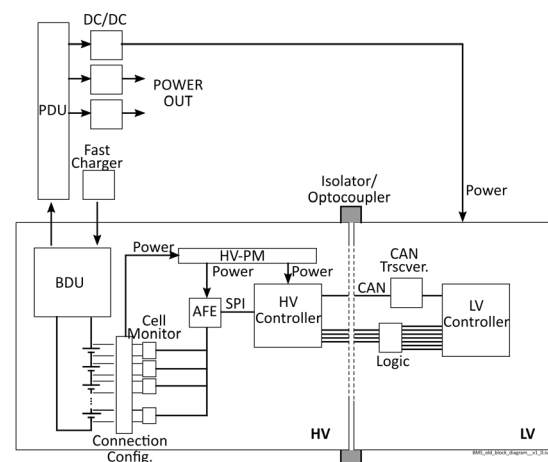 DC/DC
PDU
POWER
OUT
Fast
Charger
Isolator/
Optocoupler
Power
Power
HV-PM
Power
Power
CAN
Trscver.
BDU
CAN
AFE
SPI
HV
Controller
LV
Controller
Cell
Monitor
Logic
Connection
Config.
HV
LV